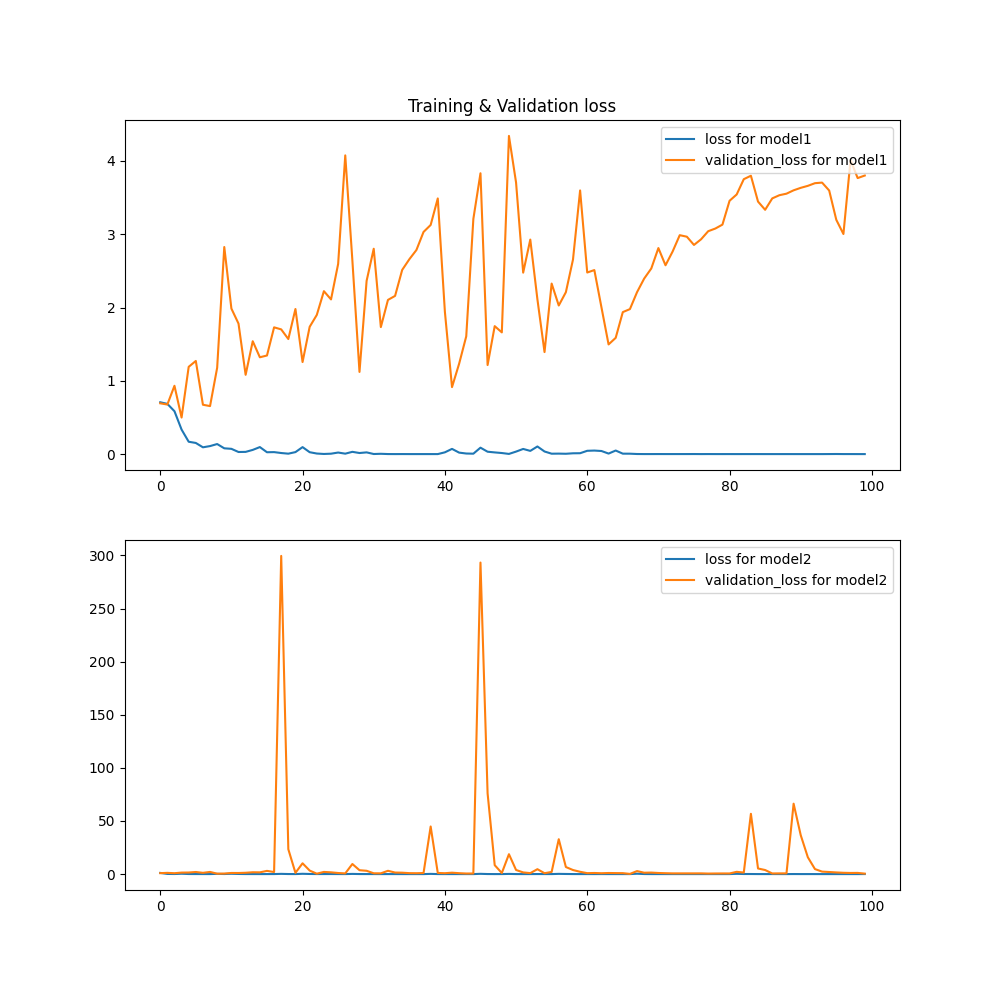 Training & Validation loss
loss for model1
validation_loss for model1
4
3
2
1
0
0 20 40 60 80 100
loss for model2
validation_loss for model2
300
250
200
150
100
50
0
0 20 40 60 80 100